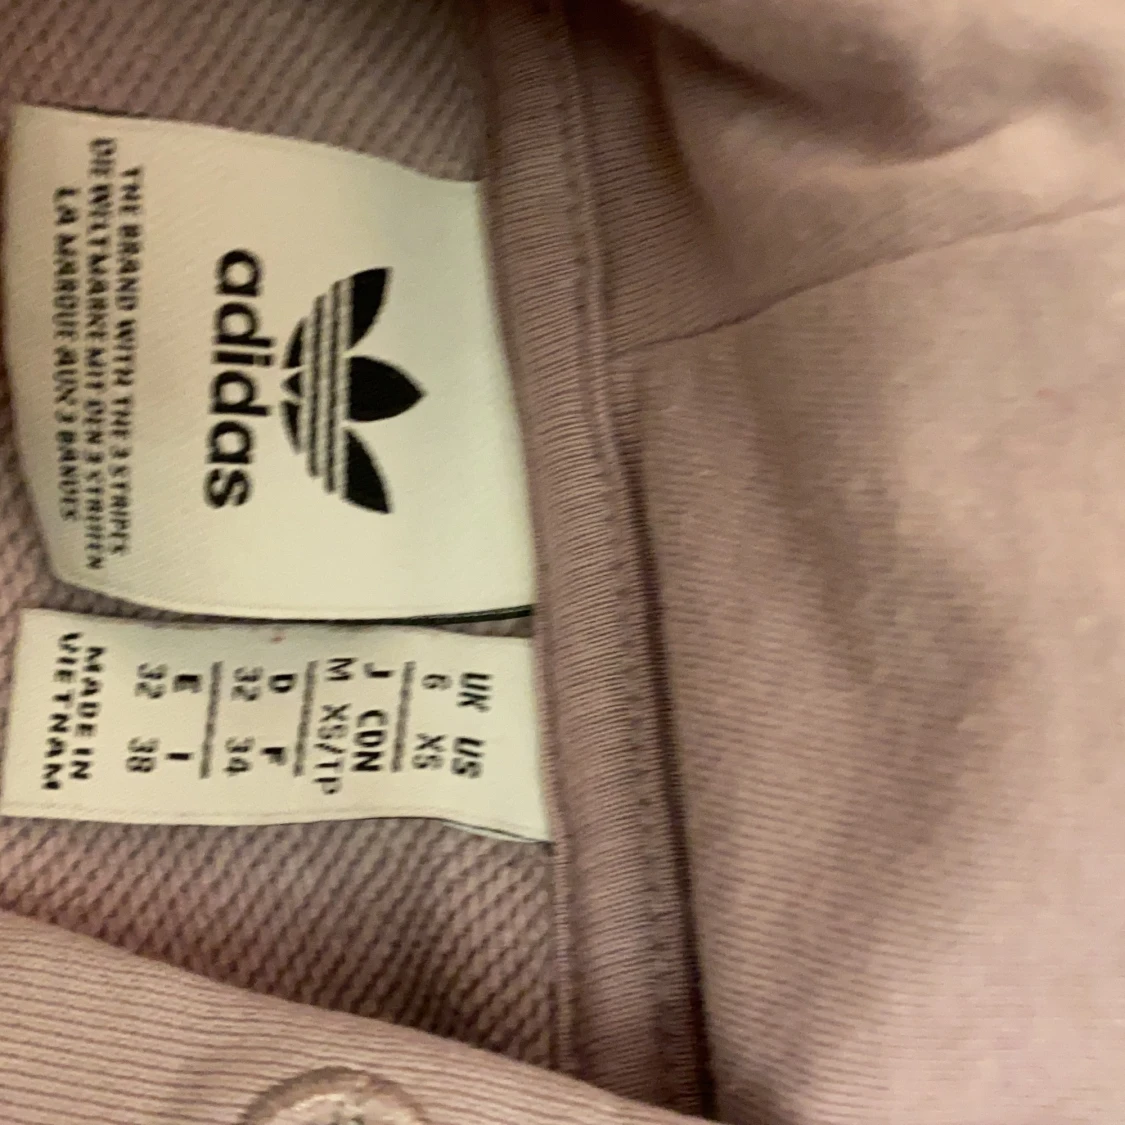 adidas
THE BRAND WITH THE 3 STRIPES
DIE WELTMARKE MIT DEN 3 STREIFEN
LA MARQUE AUX 3 BANDES
UK US
6 XS
J CDN
M XS/TP
D F
32 34
E I
32 38
MADE IN
VIETNAM